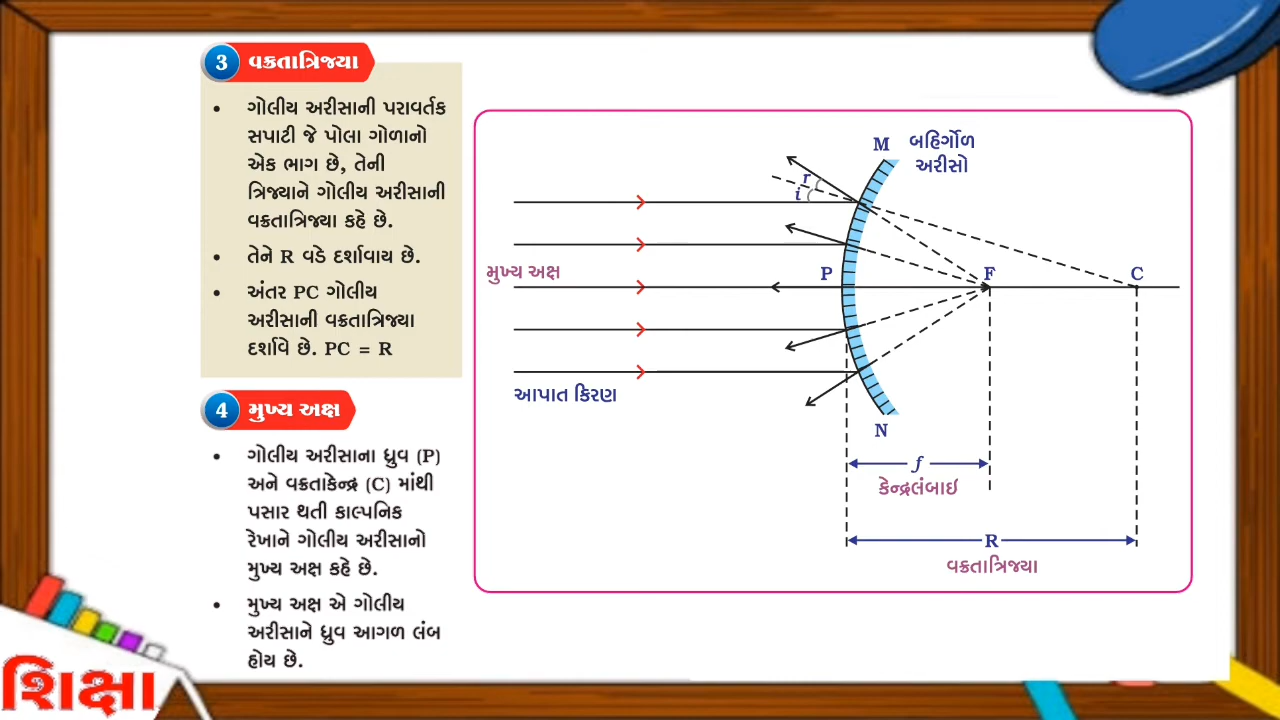 3 વક્રતાત્રિજ્યા
• ગોલીય અરીસાની પરાવર્તક
સપાટી જે પોલા ગોળાનો
એક ભાગ છે, તેની
ત્રિજ્યાને ગોલીય અરીસાની
વક્રતાત્રિજ્યા કહે છે.
• તેને R વડે દર્શાવાય છે.
• અંતર PC ગોલીય
અરીસાની વક્રતાત્રિજ્યા
દર્શાવે છે. PC = R
4 મુખ્ય અક્ષ
• ગોલીય અરીસાના ધ્રુવ (P)
અને વક્રતાકેન્દ્ર (C) માંથી
પસાર થતી કાલ્પનિક
રેખાને ગોલીય અરીસાનો
મુખ્ય અક્ષ કહે છે.
• મુખ્ય અક્ષ એ ગોલીય
અરીસાને ધ્રુવ આગળ લંબ
હોય છે.
M
બહિર્ગોળ
અરીસો
r
i
મુખ્ય અક્ષ
P
F
C
આપાત કિરણ
N
f
કેન્દ્રલંબાઈ
R
વક્રતાત્રિજ્યા
શિક્ષા